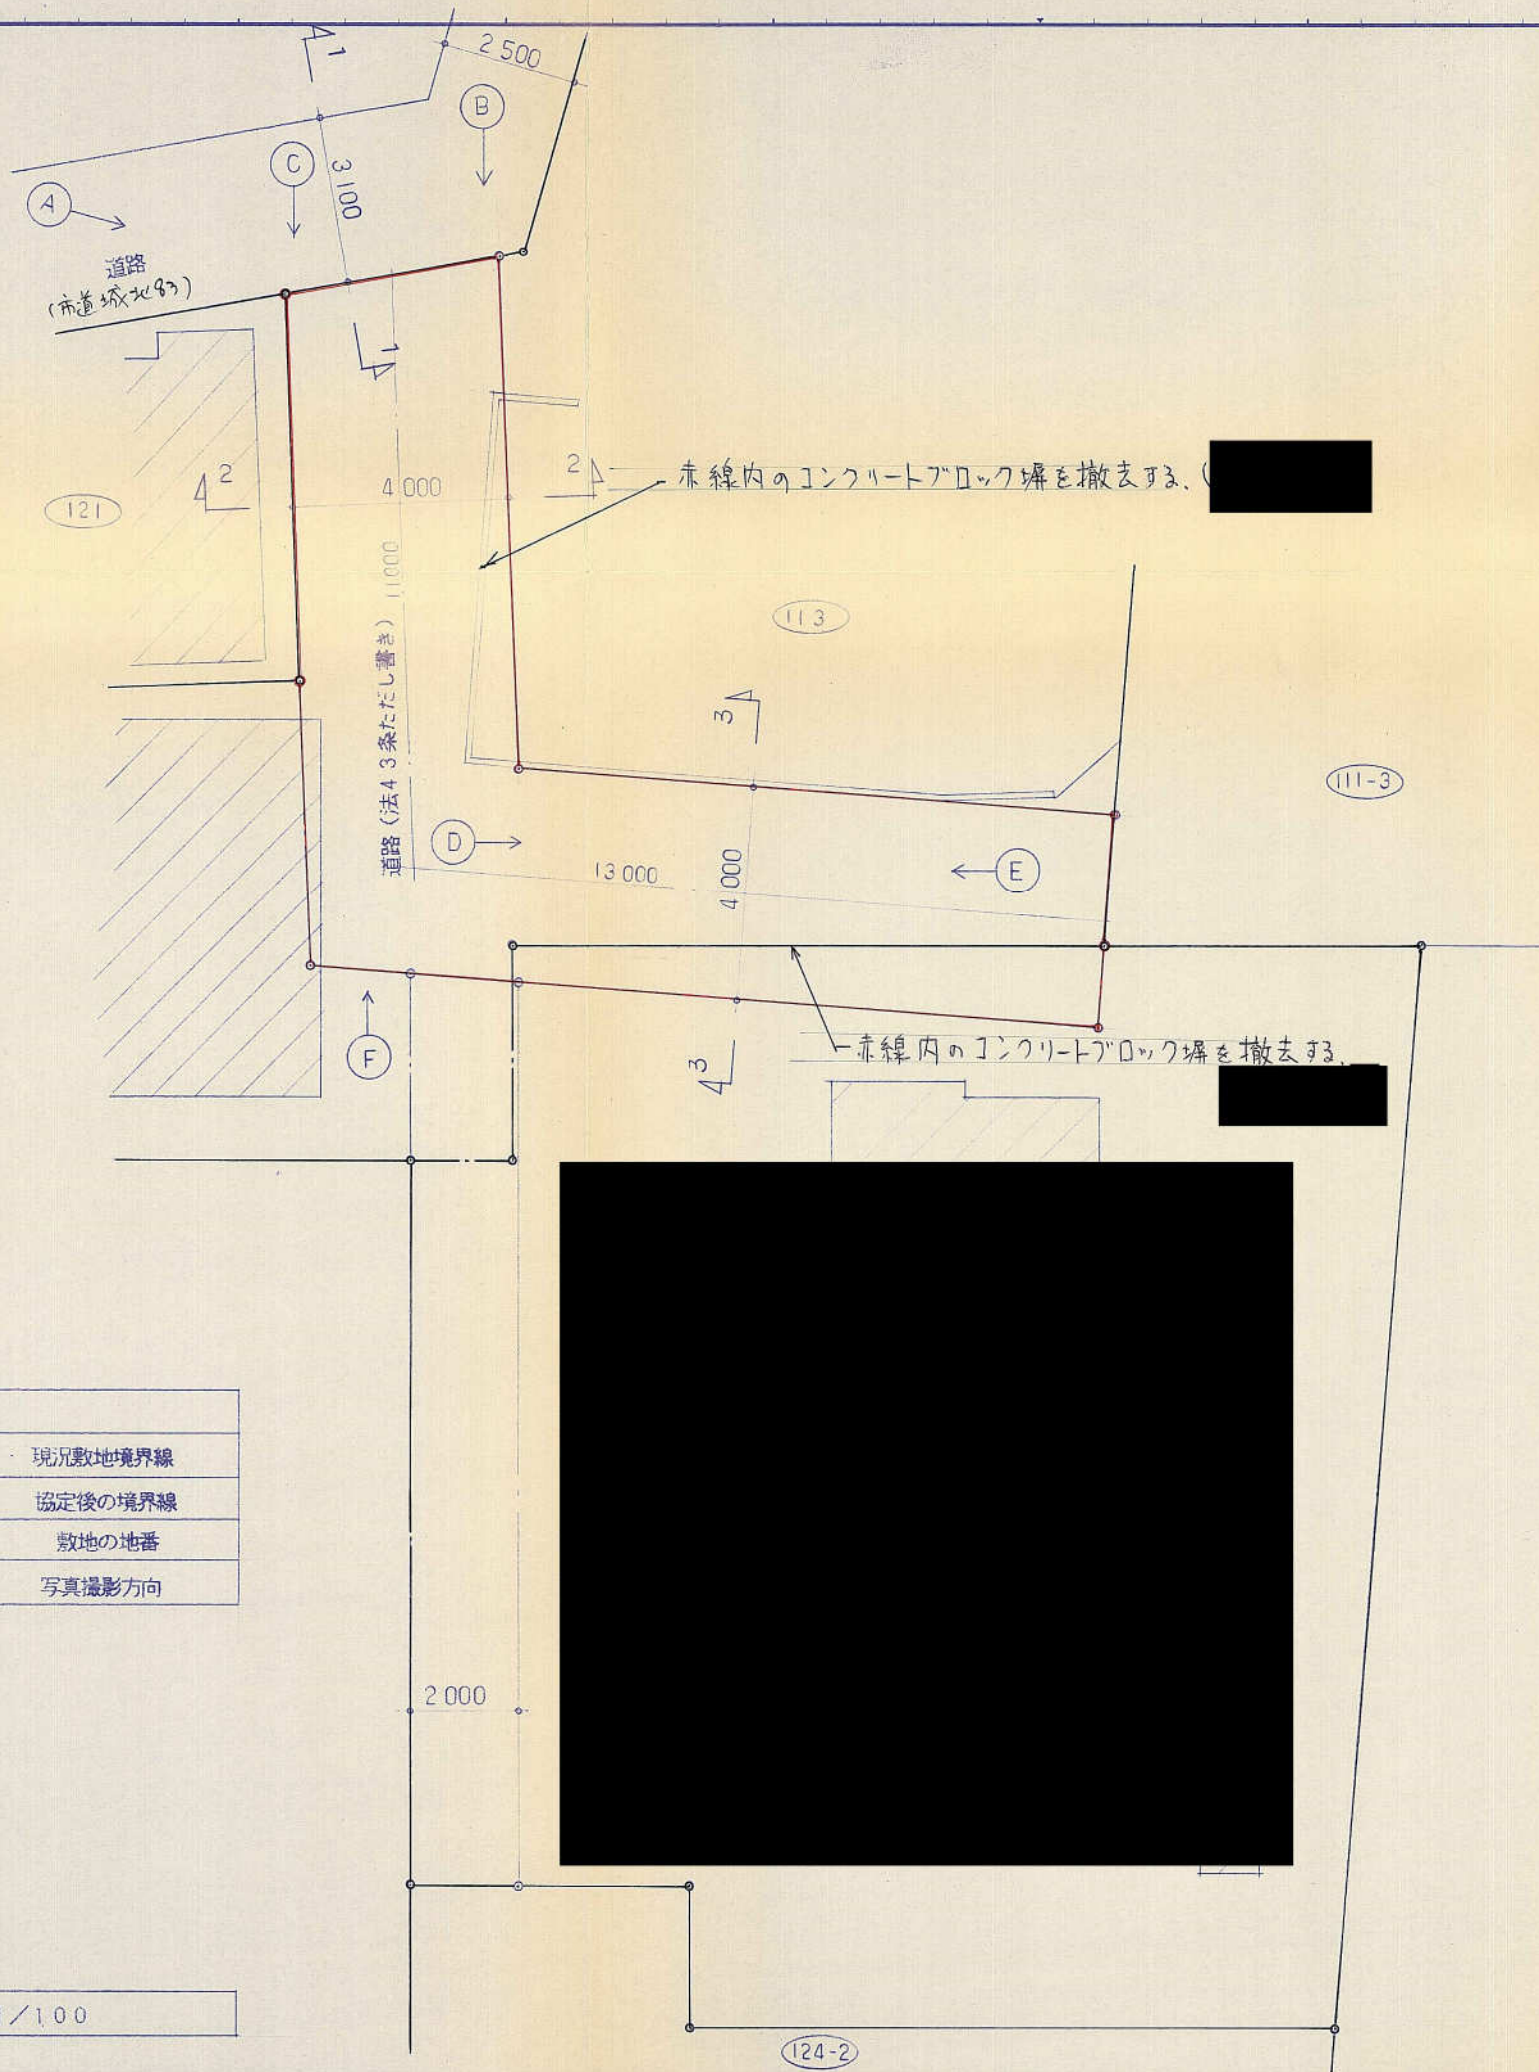 1
2 500
B
C
3 100
A
道路
(市道城北83)
1
2
4 000
2
赤線内のコンクリートブロック塀を撤去する。(
121
道路(法43条ただし書き) 11 000
113
3
111-3
D
13 000
4 000
E
F
3
赤線内のコンクリートブロック塀を撤去する。
現況敷地境界線
協定後の境界線
敷地の地番
写真撮影方向
2 000
/100
124-2